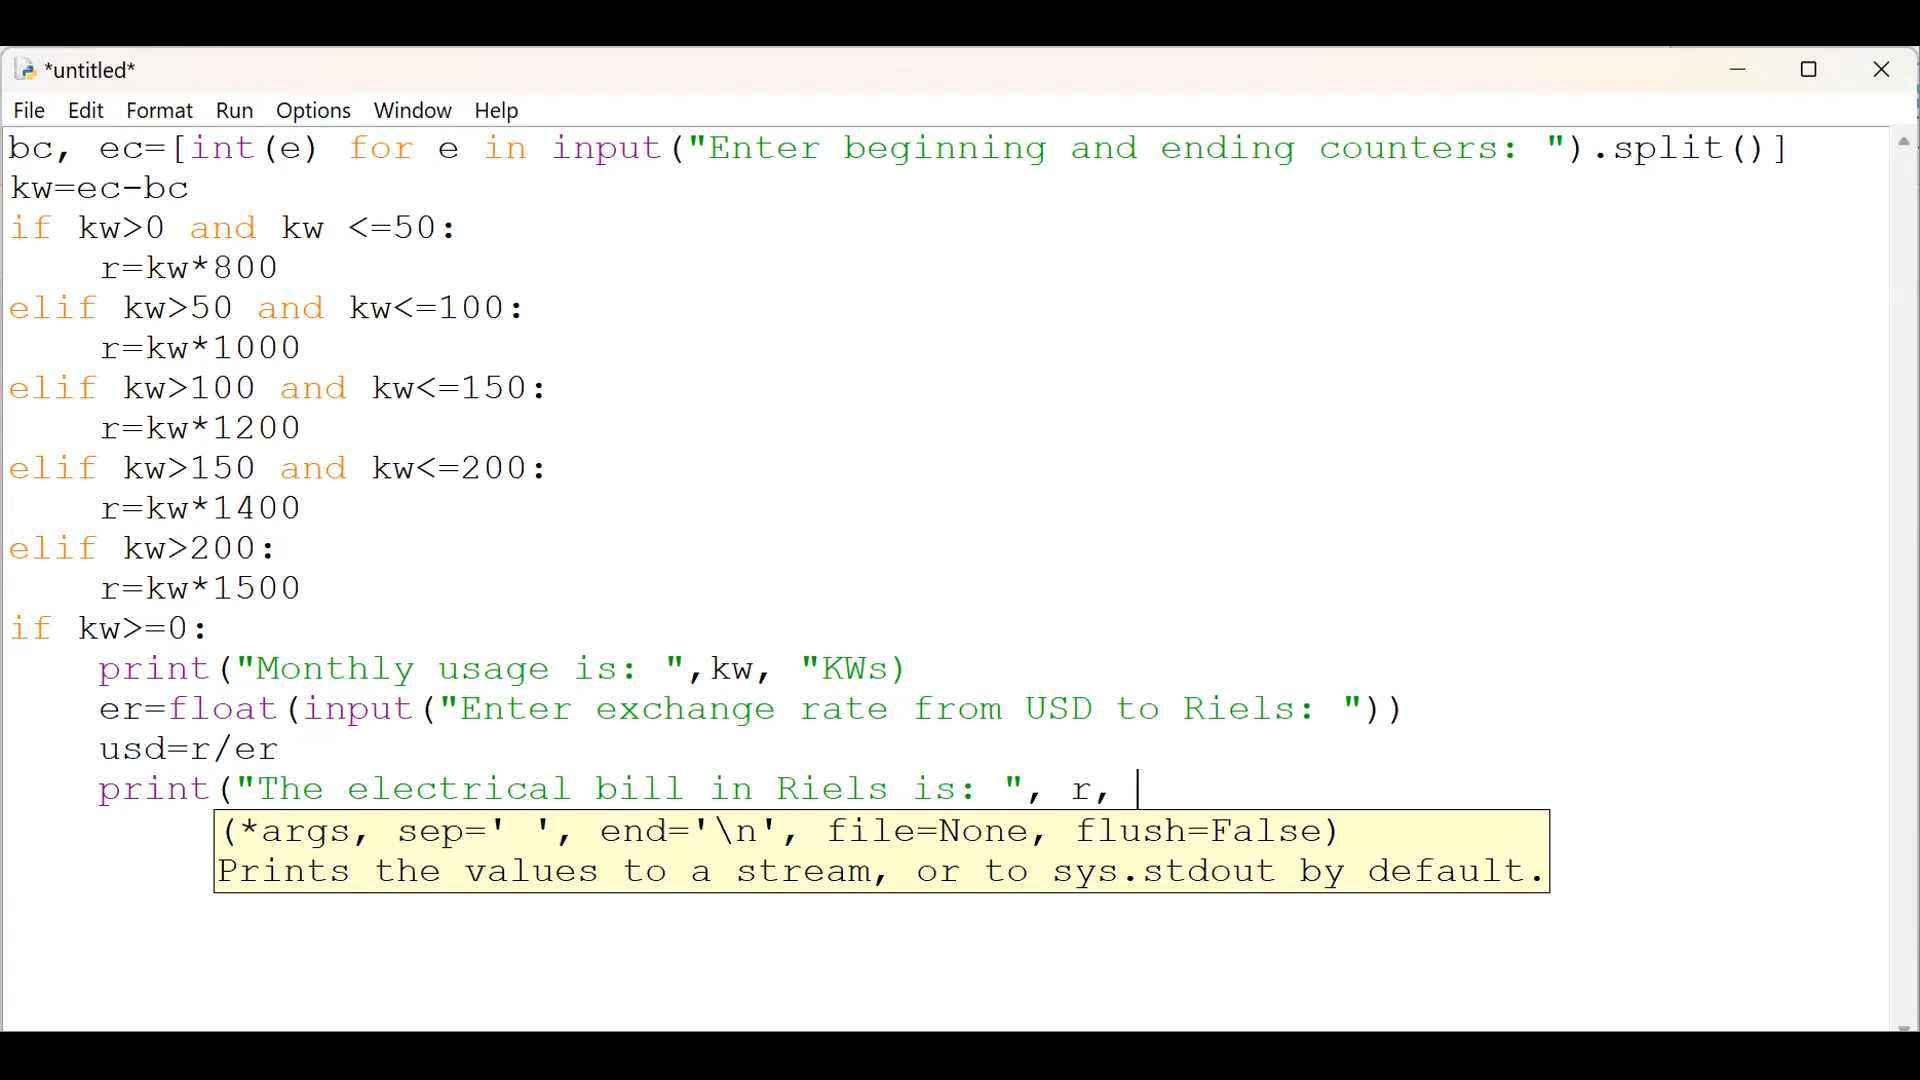 *untitled*
File Edit Format Run Options Window Help
bc, ec=[int(e) for e in input("Enter beginning and ending counters: ").split()]
kw=ec-bc
if kw>0 and kw <=50:
    r=kw*800
elif kw>50 and kw<=100:
    r=kw*1000
elif kw>100 and kw<=150:
    r=kw*1200
elif kw>150 and kw<=200:
    r=kw*1400
elif kw>200:
    r=kw*1500
if kw>=0:
    print("Monthly usage is: ",kw, "KWs)
    er=float(input("Enter exchange rate from USD to Riels: "))
    usd=r/er
    print("The electrical bill in Riels is: ", r,
(*args, sep=' ', end='\n', file=None, flush=False)
Prints the values to a stream, or to sys.stdout by default.